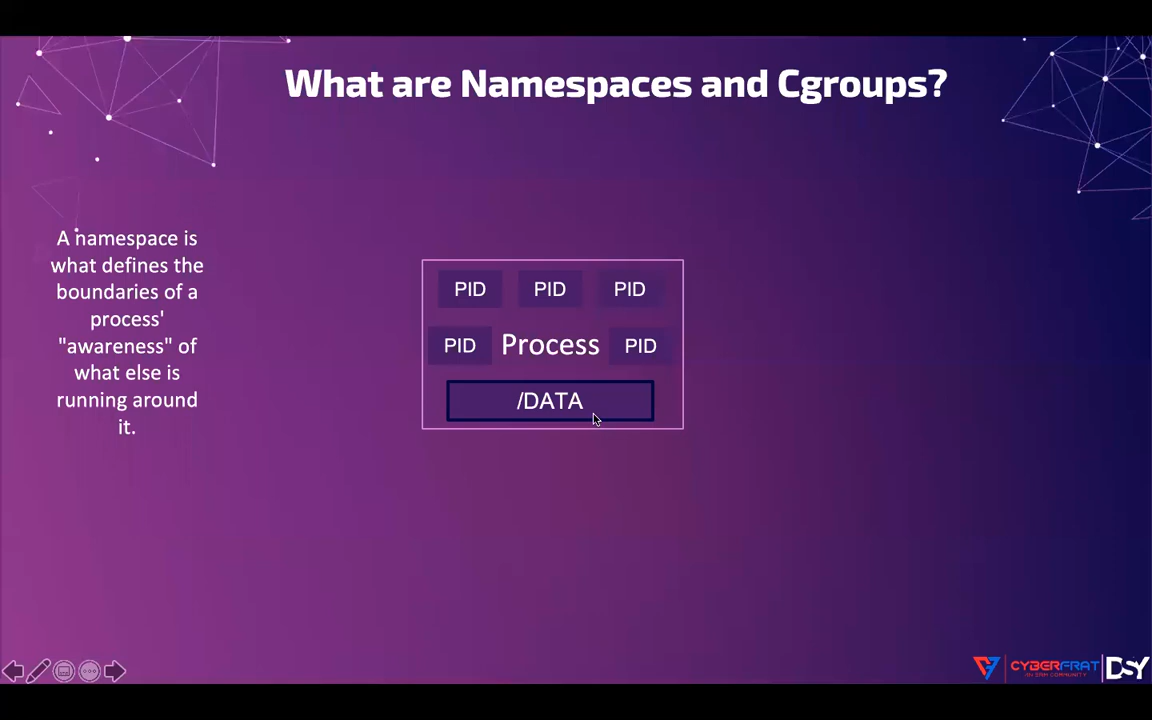 What are Namespaces and Cgroups?
A namespace is
what defines the
boundaries of a
process'
"awareness" of
what else is
running around
it.
PID PID PID
PID Process PID
/DATA
CYBERFRAT
DSY